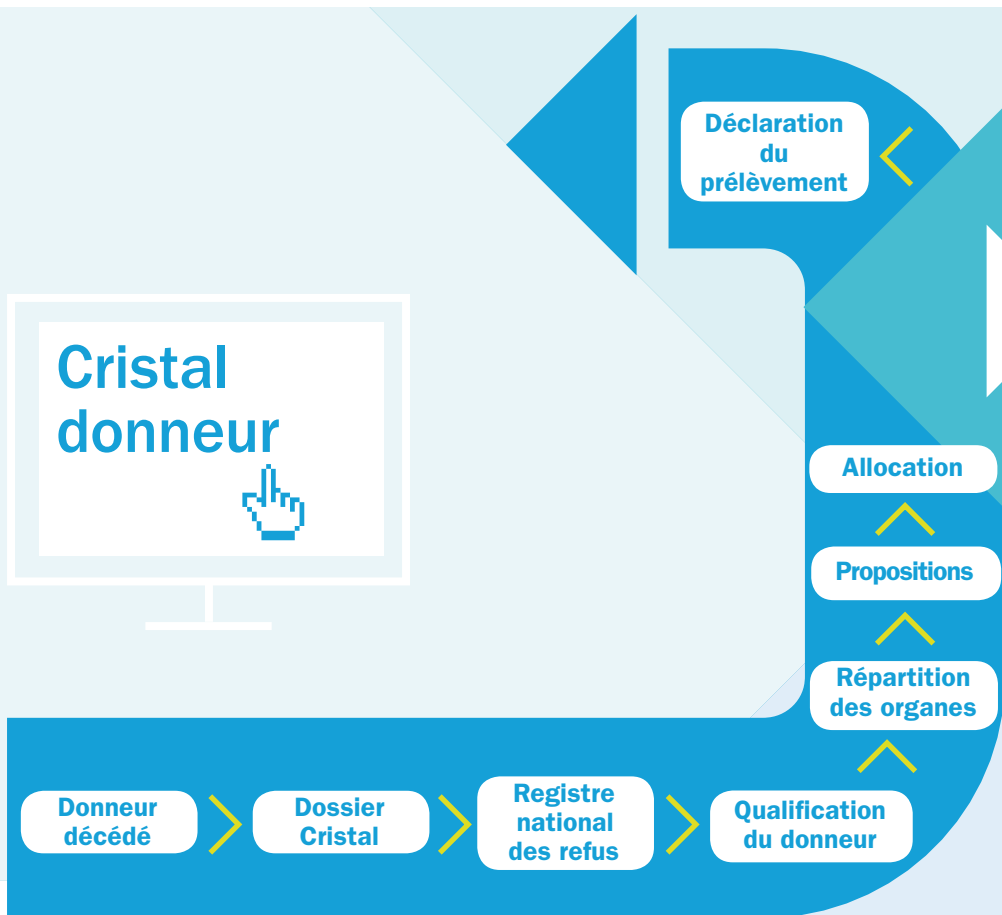 Déclaration
du
prélèvement
Cristal
donneur
Allocation
Propositions
Répartition
des organes
Donneur
décédé
Dossier
Cristal
Registre
national
des refus
Qualification
du donneur